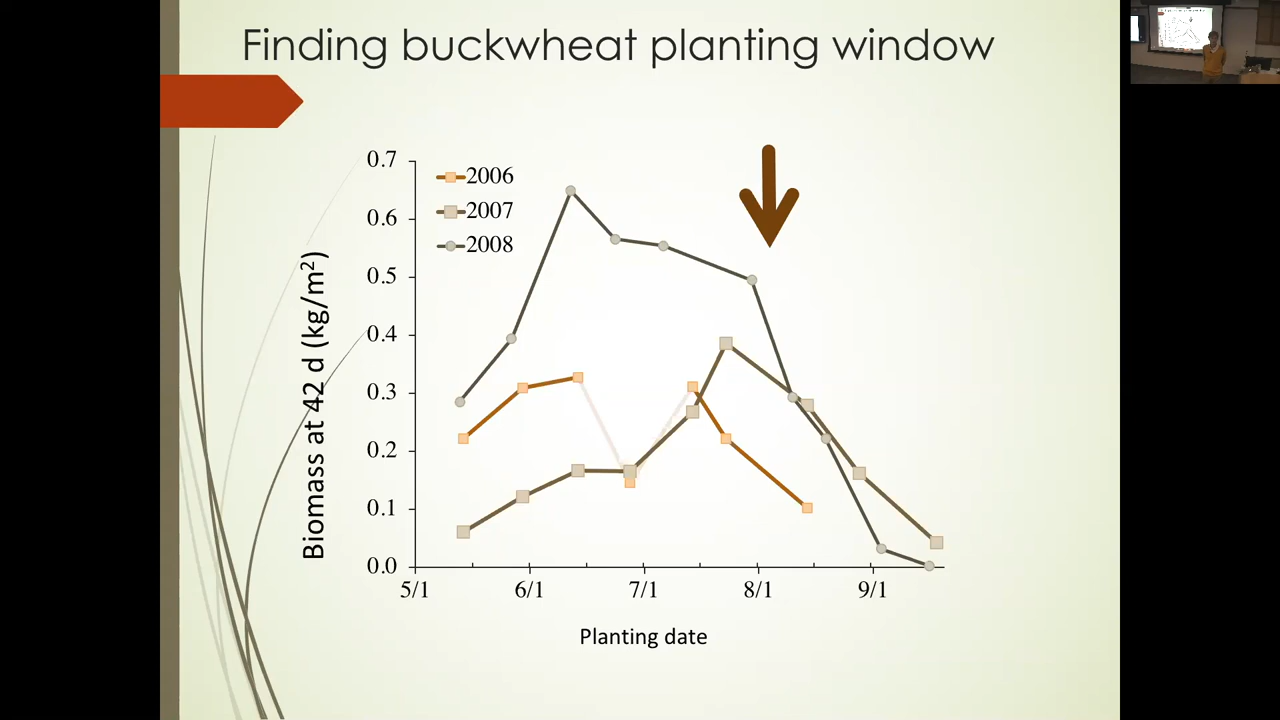 Finding buckwheat planting window
0.7
0.6
0.5
0.4
0.3
0.2
0.1
0.0
2006
2007
2008
Biomass at 42 d (kg/m²)
5/1 6/1 7/1 8/1 9/1
Planting date